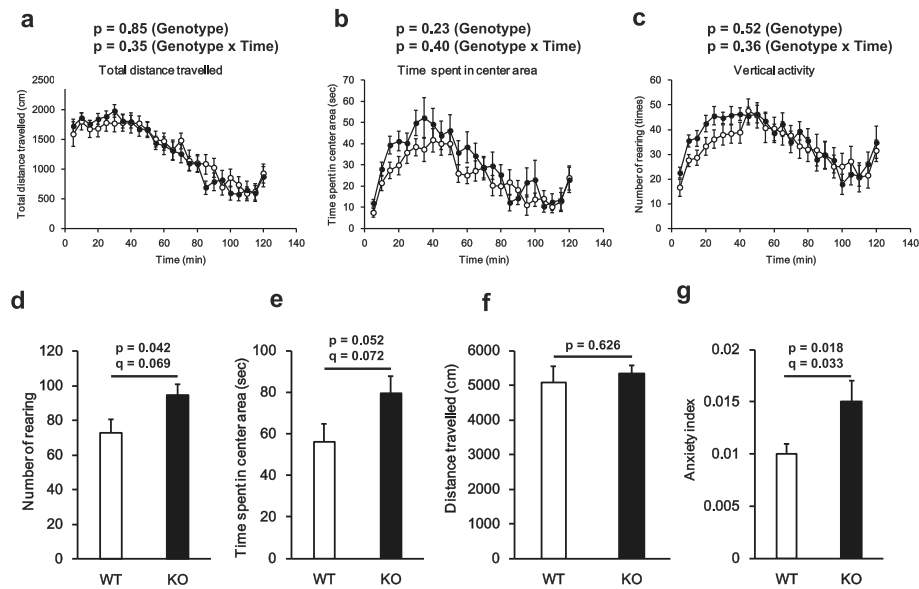 a
p = 0.85 (Genotype)
p = 0.35 (Genotype x Time)
Total distance travelled
Total distance travelled (cm)
2500
2000
1500
1000
500
0
0 20 40 60 80 100 120 140
Time (min)
b
p = 0.23 (Genotype)
p = 0.40 (Genotype x Time)
Time spent in center area
Time spent in center area (sec)
70
60
50
40
30
20
10
0
0 20 40 60 80 100 120 140
Time (min)
c
p = 0.52 (Genotype)
p = 0.36 (Genotype x Time)
Vertical activity
Number of rearing (times)
60
50
40
30
20
10
0
0 20 40 60 80 100 120 140
Time (min)
d
p = 0.042
q = 0.069
Number of rearing
120
100
80
60
40
20
0
WT KO
e
p = 0.052
q = 0.072
Time spent in center area (sec)
100
80
60
40
20
0
WT KO
f
p = 0.626
Distance travelled (cm)
6000
5000
4000
3000
2000
1000
0
WT KO
g
p = 0.018
q = 0.033
Anxiety index
0.02
0.015
0.01
0.005
0
WT KO